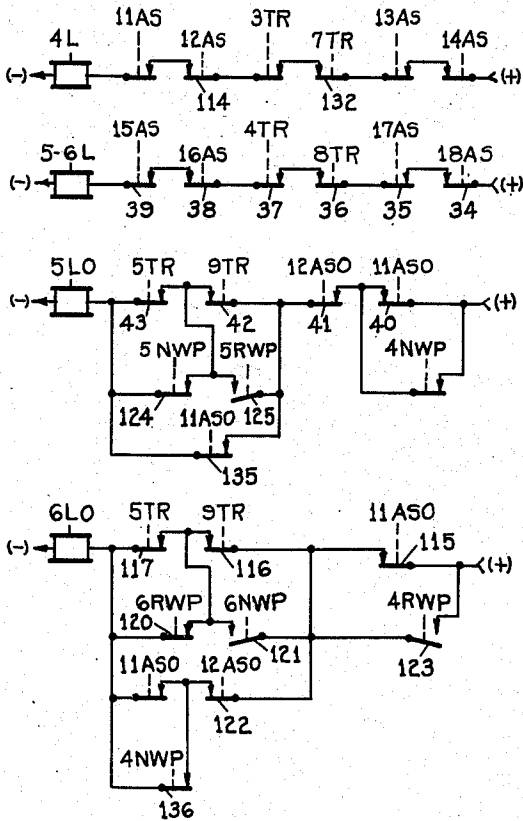 11AS 3TR 13AS
4L 12AS 7TR 14AS
(-) (+)
114 132
15AS 4TR 17AS
5-6L 16AS 8TR 18AS
(-) (+)
39 38 37 36 35 34
5LO 5TR 9TR 12ASO 11ASO
(-) (+)
43 42 41 40
5NWP 5RWP 4NWP
124 125
11ASO
135
6LO 5TR 9TR 11ASO
(-) 115 (+)
117 116
6RWP 6NWP 4RWP
120 121 123
11ASO 12ASO
122
4NWP
136